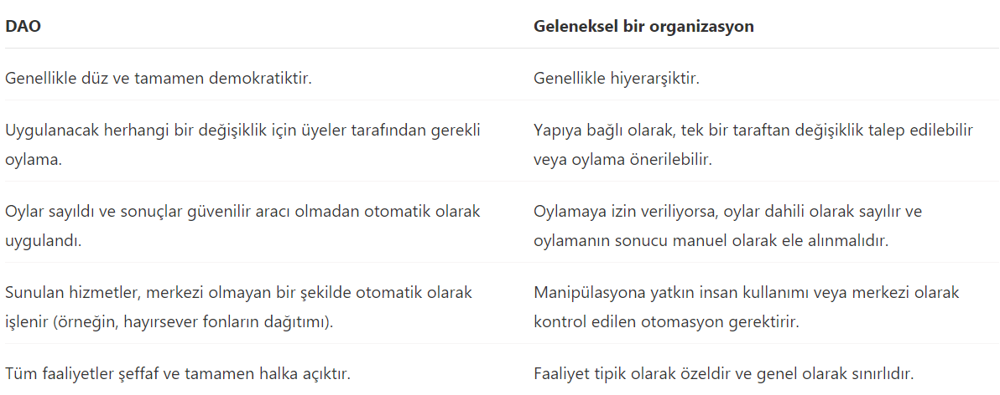 DAO
Geleneksel bir organizasyon
Genellikle düz ve tamamen demokratiktir.
Genellikle hiyerarşiktir.
Uygulanacak herhangi bir değişiklik için üyeler tarafından gerekli
oylama.
Yapıya bağlı olarak, tek bir taraftan değişiklik talep edilebilir
veya oylama önerilebilir.
Oylar sayıldı ve sonuçlar güvenilir aracı olmadan otomatik olarak
uygulandı.
Oylamaya izin veriliyorsa, oylar dahili olarak sayılır ve
oylamanın sonucu manuel olarak ele alınmalıdır.
Sunulan hizmetler, merkezi olmayan bir şekilde otomatik olarak
işlenir (örneğin, hayırsever fonların dağıtımı).
Manipülasyona yatkın insan kullanımı veya merkezi olarak
kontrol edilen otomasyon gerektirir.
Tüm faaliyetler şeffaf ve tamamen halka açıktır.
Faaliyet tipik olarak özeldir ve genel olarak sınırlıdır.